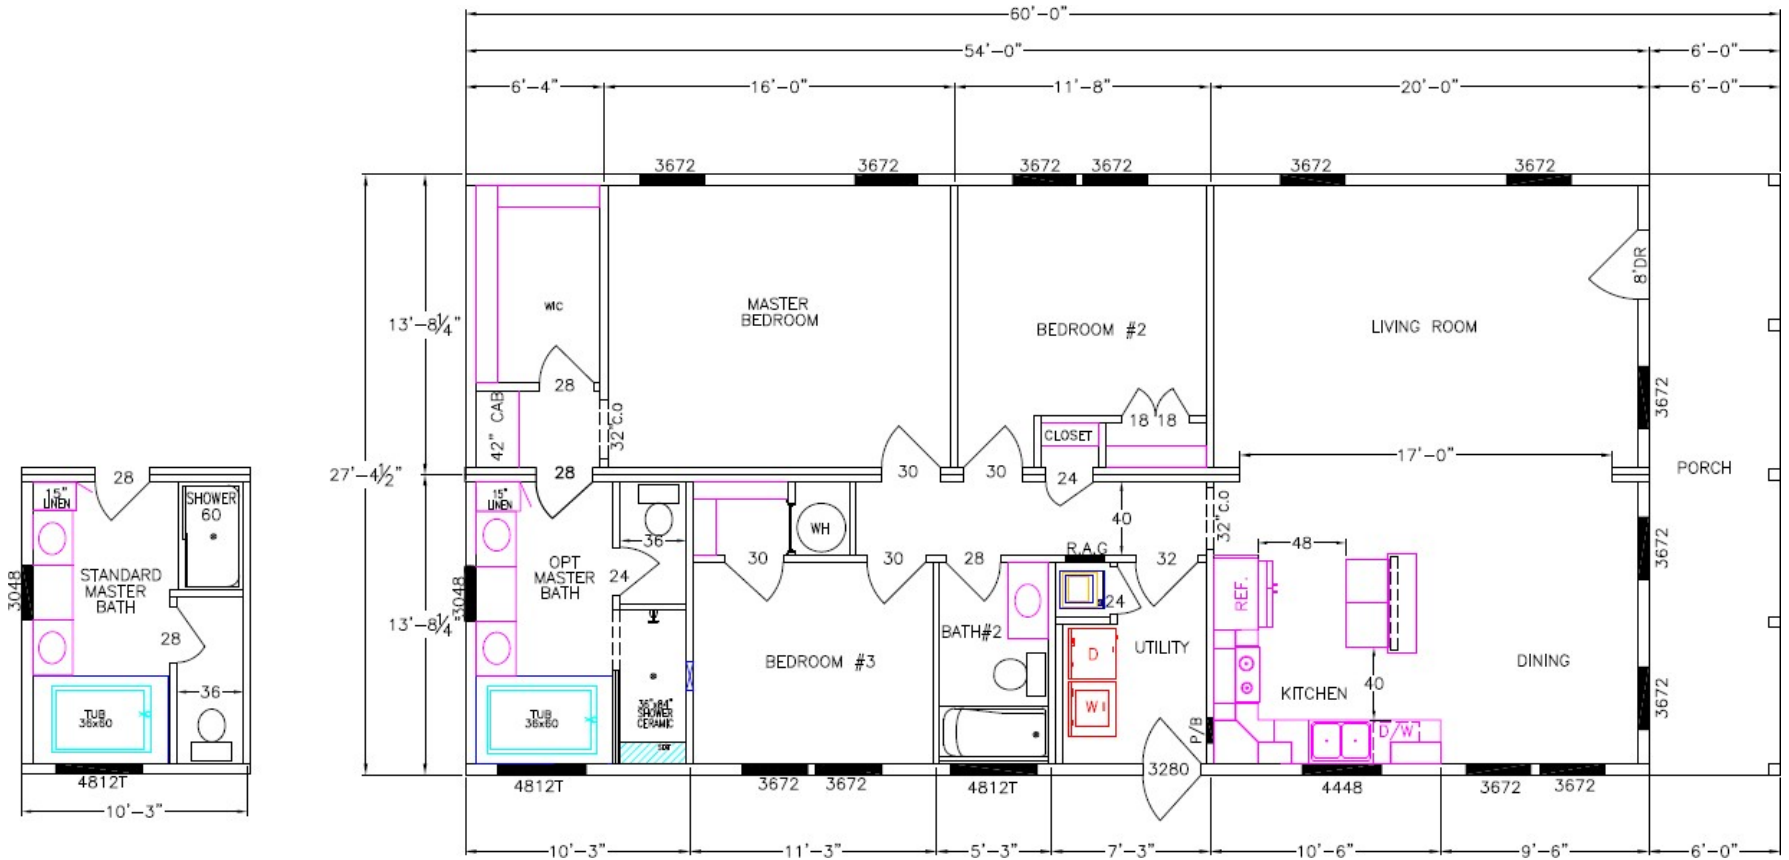 60'-0"
54'-0"
6'-0"
6'-4"
16'-0"
11'-8"
20'-0"
6'-0"
3672
3672
3672
3672
3672
3672
13'-8¼"
27'-4½"
13'-8¼"
WIC
MASTER
BEDROOM
BEDROOM #2
LIVING ROOM
8'DR
3672
28
42" CAB
32"C.O
18
18
CLOSET
28
30
30
24
17'-0"
PORCH
15"
LINEN
36
WH
40
32"C.O
48
3672
30
30
28
R.A.G
32
OPT
MASTER
BATH
24
3048
24
REF.
BATH#2
UTILITY
D
W
BEDROOM #3
DINING
KITCHEN
40
3672
TUB
36x60
36"x84"
SHOWER
CERAMIC
P/B
D/W
3280
4812T
3672
3672
4812T
4448
3672
3672
10'-3"
11'-3"
5'-3"
7'-3"
10'-6"
9'-6"
6'-0"
28
15"
LINEN
SHOWER
60
STANDARD
MASTER
BATH
3048
28
36
TUB
36x60
4812T
10'-3"